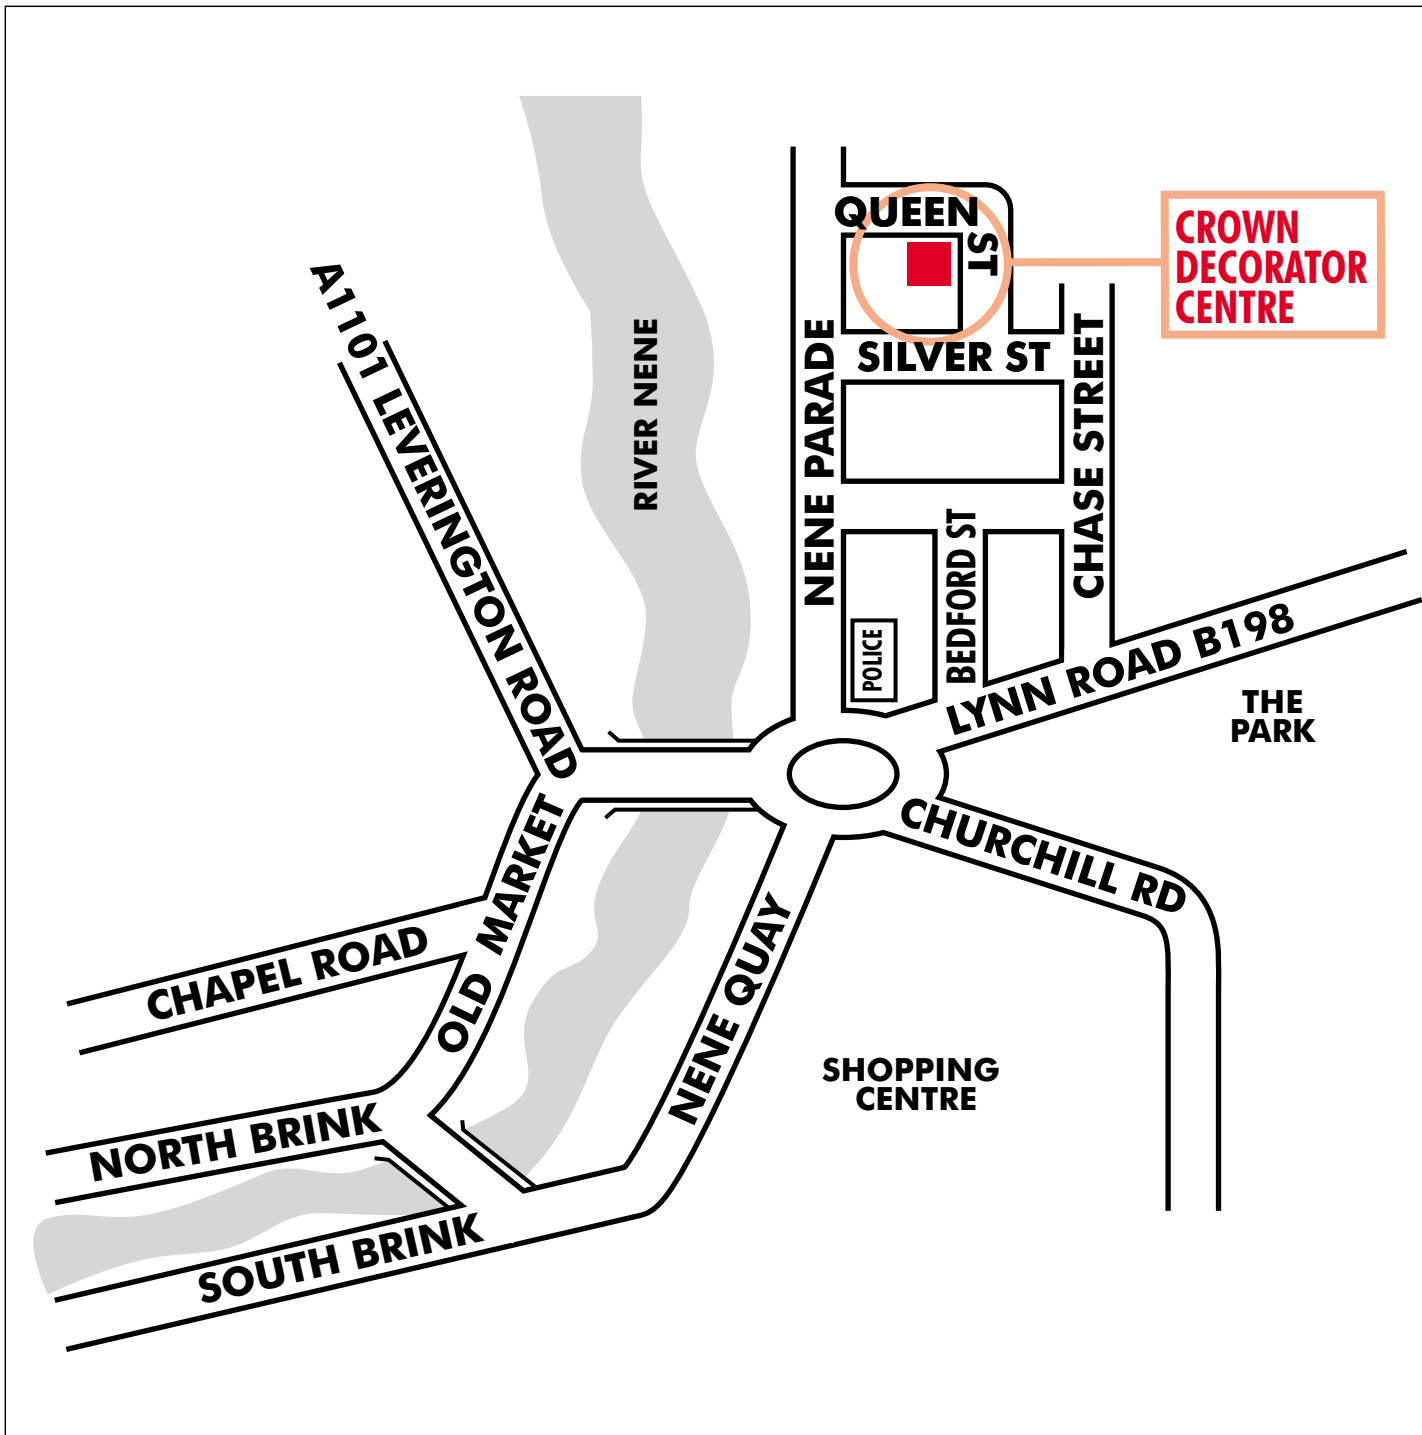 QUEEN
ST
CROWN
DECORATOR
CENTRE
A1101 LEVERINGTON ROAD
RIVER NENE
NENE PARADE
SILVER ST
CHASE STREET
BEDFORD ST
POLICE
LYNN ROAD B198
THE
PARK
OLD MARKET
CHURCHILL RD
CHAPEL ROAD
NENE QUAY
SHOPPING
CENTRE
NORTH BRINK
SOUTH BRINK